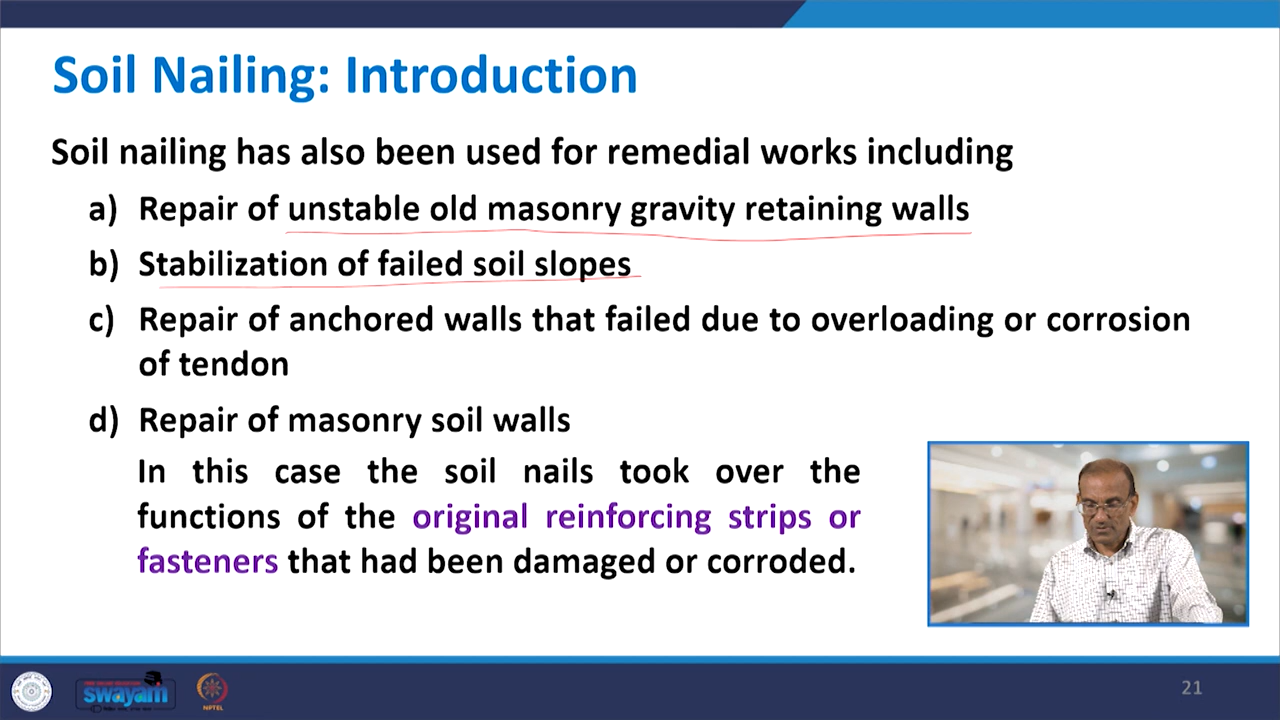 Soil Nailing: Introduction
Soil nailing has also been used for remedial works including
a) Repair of unstable old masonry gravity retaining walls
b) Stabilization of failed soil slopes
c) Repair of anchored walls that failed due to overloading or corrosion
of tendon
d) Repair of masonry soil walls
In this case the soil nails took over the
functions of the original reinforcing strips or
fasteners that had been damaged or corroded.
swayam
NPTEL
21